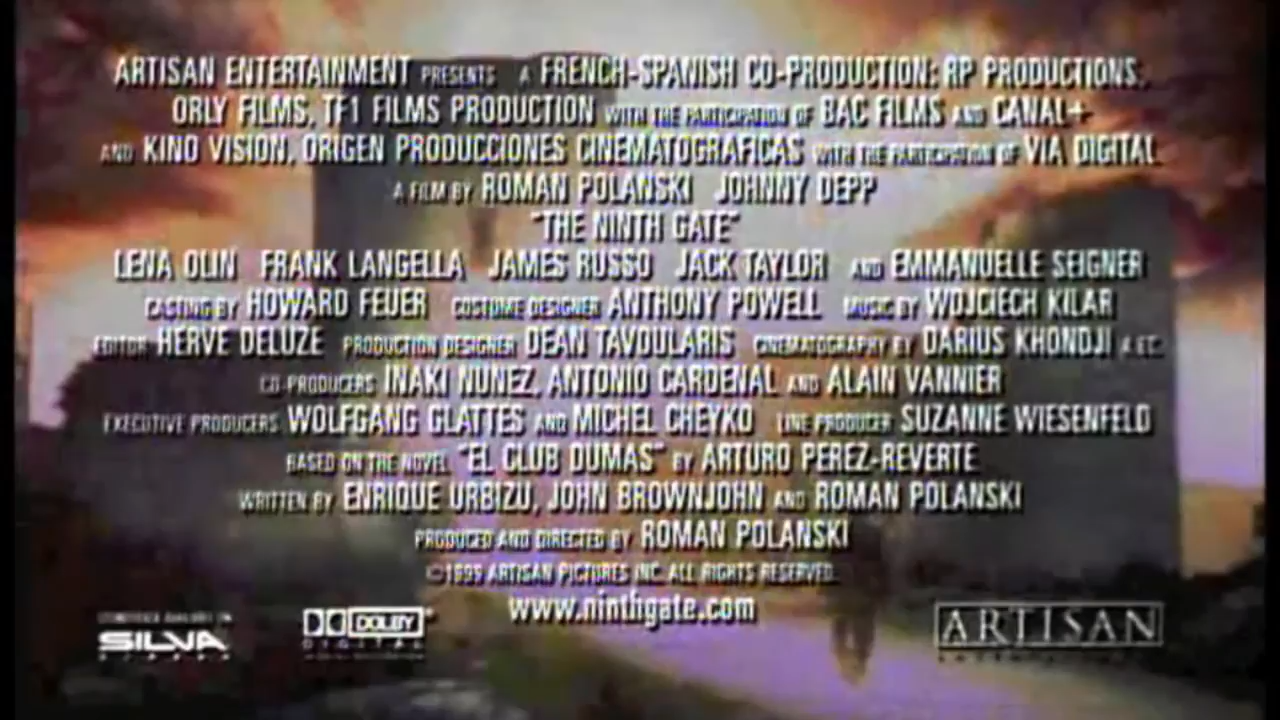 ARTISAN ENTERTAINMENT PRESENTS A FRENCH-SPANISH CO-PRODUCTION: RP PRODUCTIONS,
ORLY FILMS, TF1 FILMS PRODUCTION WITH THE PARTICIPATION OF BAC FILMS AND CANAL+
AND KINO VISION, ORIGEN PRODUCCIONES CINEMATOGRAFICAS WITH THE PARTICIPATION OF VIA DIGITAL
A FILM BY ROMAN POLANSKI JOHNNY DEPP
"THE NINTH GATE"
LENA OLIN FRANK LANGELLA JAMES RUSSO JACK TAYLOR AND EMMANUELLE SEIGNER
CASTING BY HOWARD FEUER COSTUME DESIGNER ANTHONY POWELL MUSIC BY WOJCIECH KILAR
EDITOR HERVE DELUZE PRODUCTION DESIGNER DEAN TAVOULARIS CINEMATOGRAPHY BY DARIUS KHONDJI
CO-PRODUCERS INAKI NUNEZ, ANTONIO CARDENAL AND ALAIN VANNIER
EXECUTIVE PRODUCERS WOLFGANG GLATTES AND MICHEL CHEYKO LINE PRODUCER SUZANNE WIESENFELD
BASED ON THE NOVEL "EL CLUB DUMAS" BY ARTURO PEREZ-REVERTE
WRITTEN BY ENRIQUE URBIZU, JOHN BROWNJOHN AND ROMAN POLANSKI
PRODUCED AND DIRECTED BY ROMAN POLANSKI
©1999 ARTISAN PICTURES INC. ALL RIGHTS RESERVED.
www.ninthgate.com
SILVA
DOLBY
DIGITAL
ARTISAN